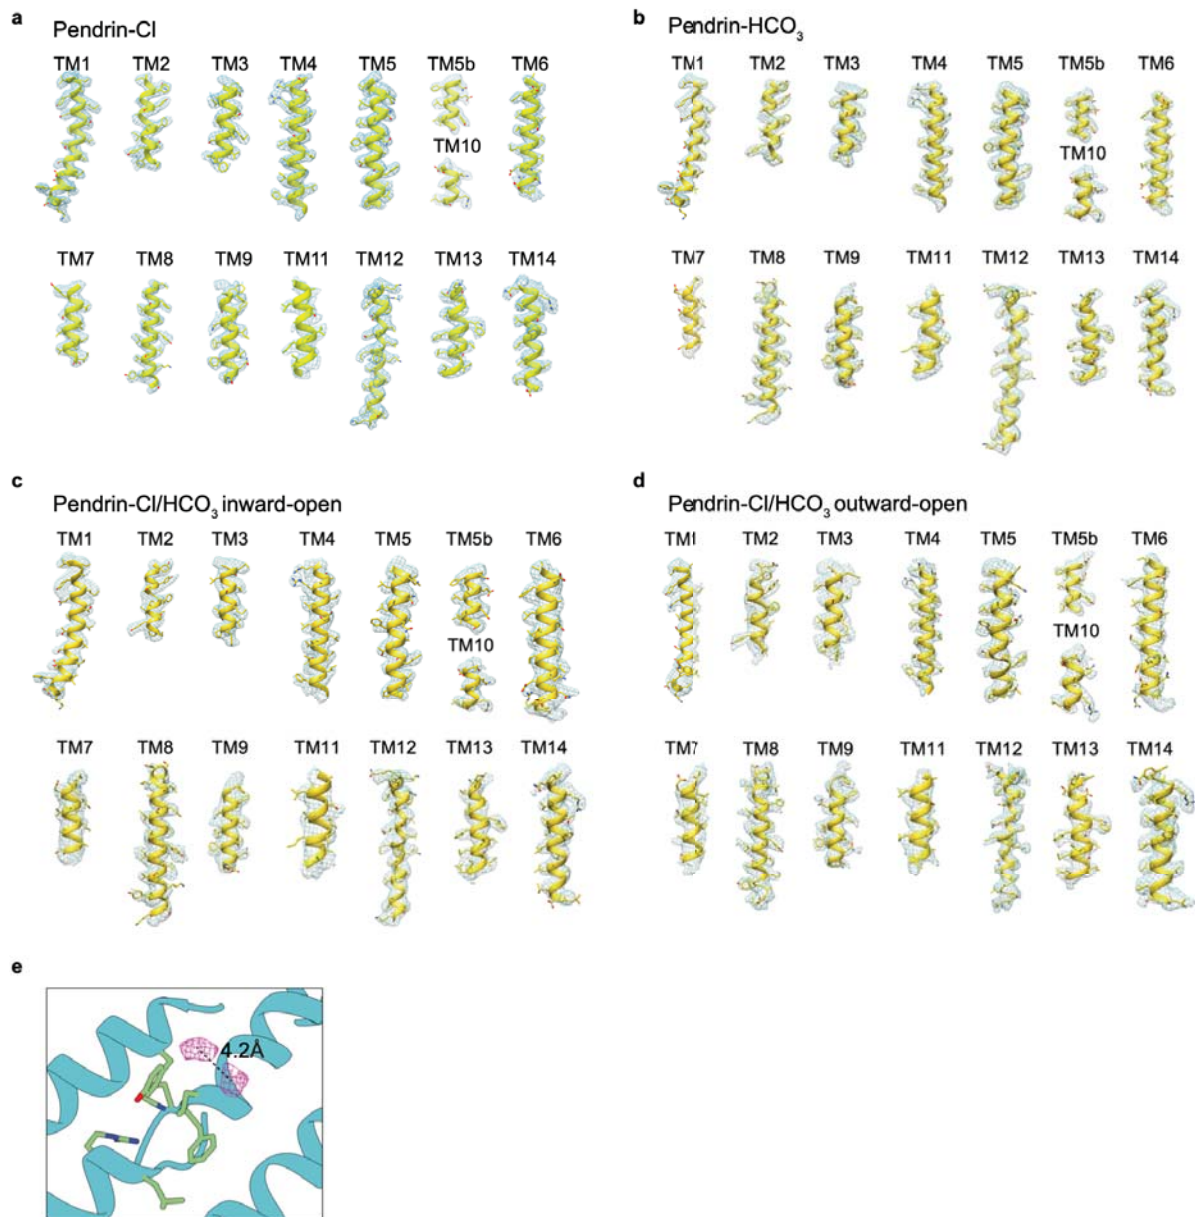 a
Pendrin-Cl
TM1 TM2 TM3 TM4 TM5 TM5b TM6
TM10
TM7 TM8 TM9 TM11 TM12 TM13 TM14
b
Pendrin-HCO₃
TM1 TM2 TM3 TM4 TM5 TM5b TM6
TM10
TM7 TM8 TM9 TM11 TM12 TM13 TM14
c
Pendrin-Cl/HCO₃ inward-open
TM1 TM2 TM3 TM4 TM5 TM5b TM6
TM10
TM7 TM8 TM9 TM11 TM12 TM13 TM14
d
Pendrin-Cl/HCO₃ outward-open
TM1 TM2 TM3 TM4 TM5 TM5b TM6
TM10
TM7 TM8 TM9 TM11 TM12 TM13 TM14
e
4.2Å